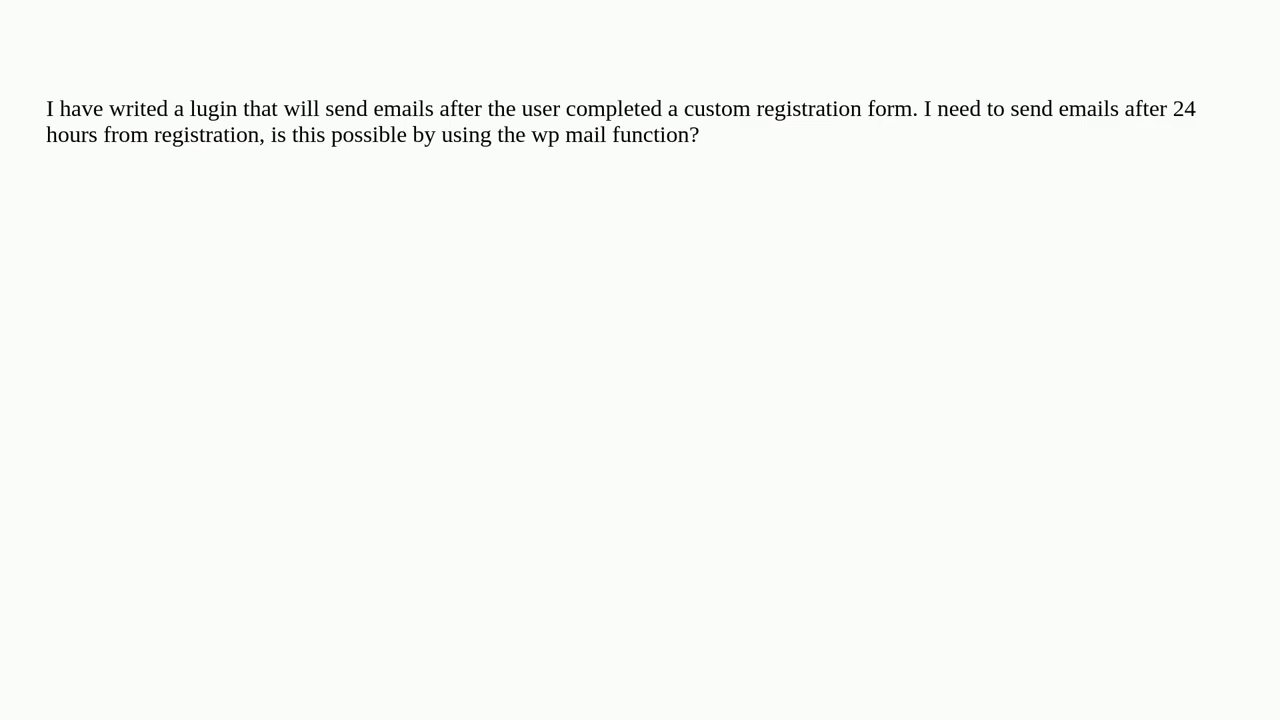 I have writed a lugin that will send emails after the user completed a custom registration form. I need to send emails after 24
hours from registration, is this possible by using the wp mail function?